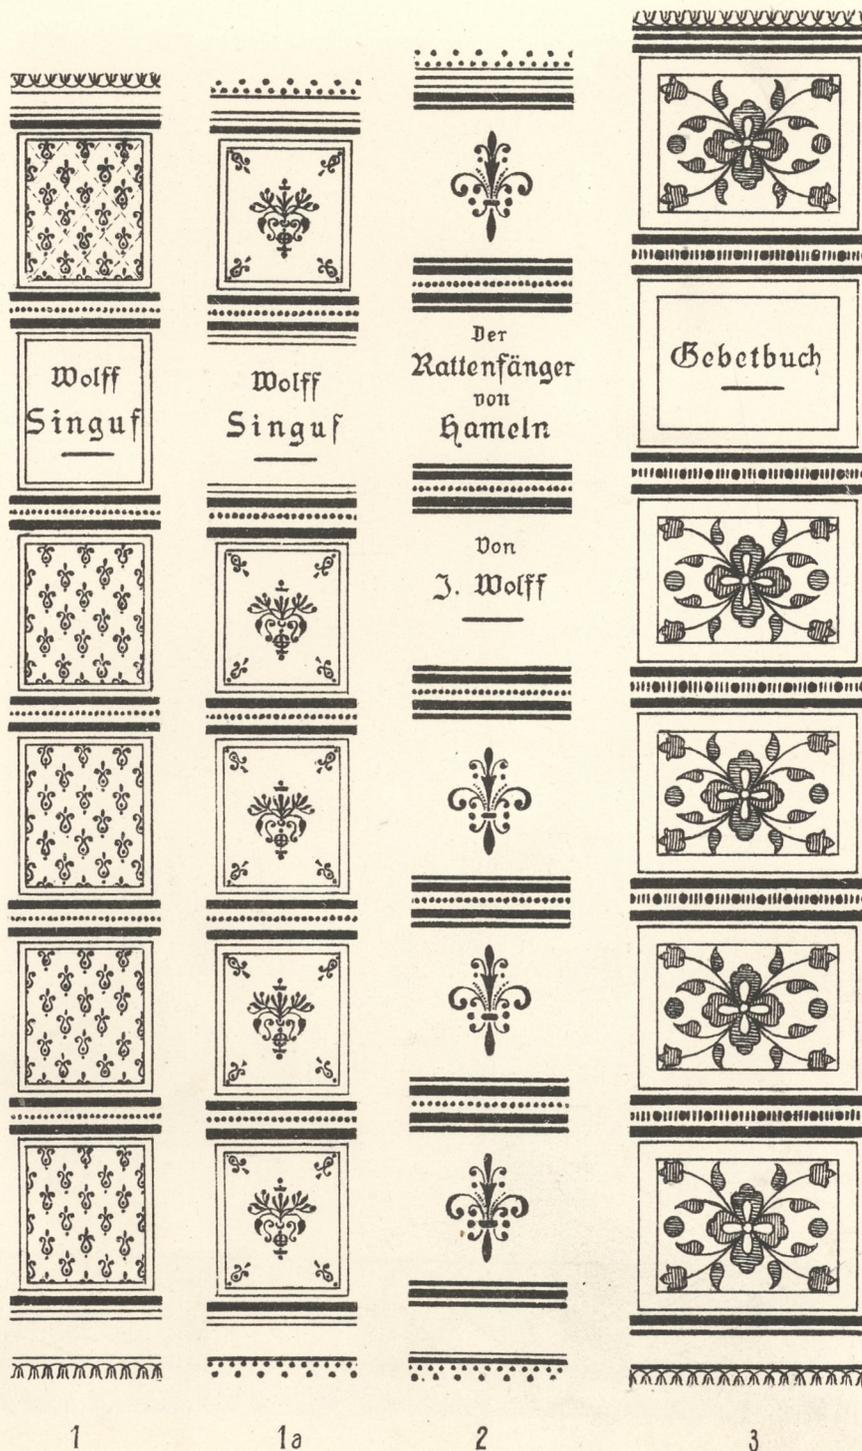 Wolff
Singuf
Wolff
Singuf
Der
Rattenfänger
von
Hameln
Von
J. Wolff
Gebetbuch
1
1a
2
3